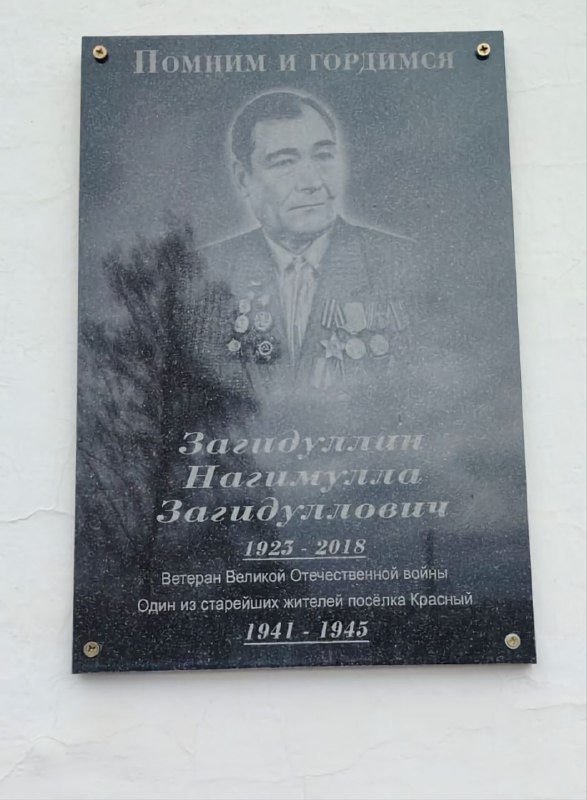 Помним и гордимся
Загидуллин
Нагимулла
Загидуллович
1923 - 2018
Ветеран Великой Отечественной войны
Один из старейших жителей посёлка Красный
1941 - 1945